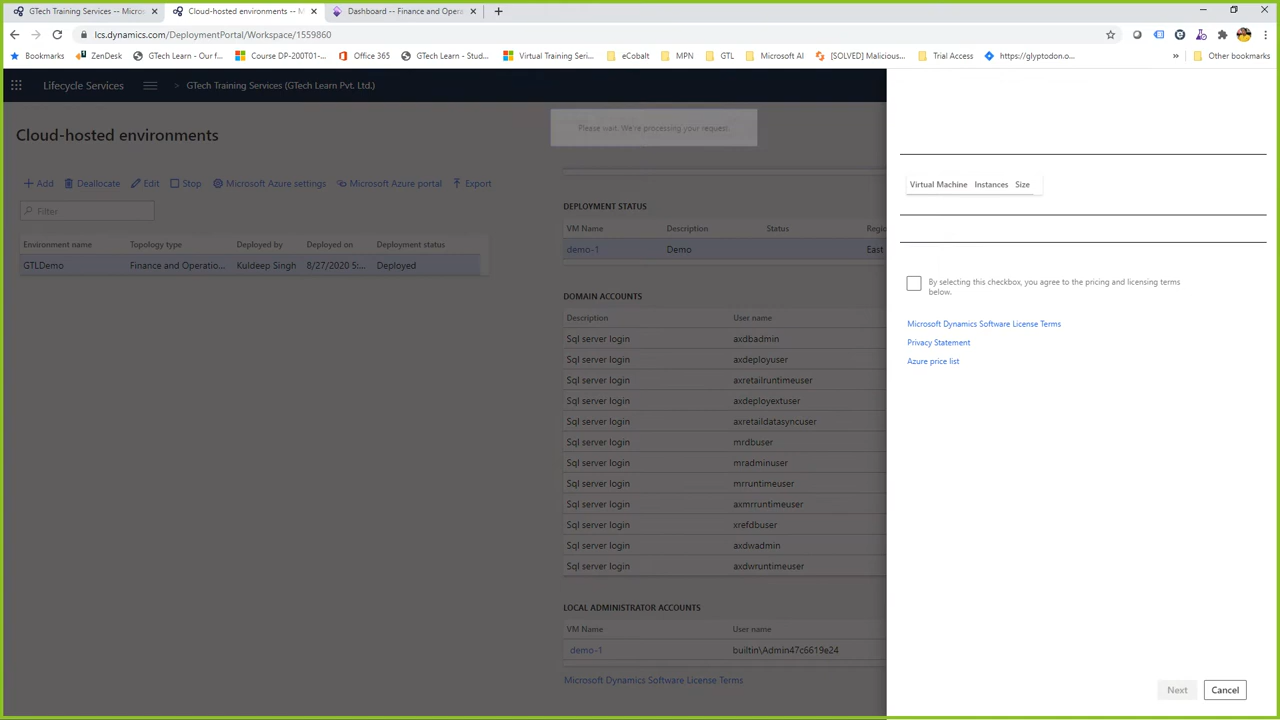 GTech Training Services -- Micros
Cloud-hosted environments -- M
Dashboard -- Finance and Opera
lcs.dynamics.com/DeploymentPortal/Workspace/1559860
Bookmarks
ZenDesk
GTech Learn - Our f...
Course DP-200T01-...
Office 365
GTech Learn - Stud...
Virtual Training Seri...
eCobalt
MPN
GTL
Microsoft AI
[SOLVED] Malicious...
Trial Access
https://glyptodon.o...
»
Other bookmarks
Lifecycle Services
> GTech Training Services (GTech Learn Pvt. Ltd.)
Cloud-hosted environments
Please wait. We're processing your request.
Add
Deallocate
Edit
Stop
Microsoft Azure settings
Microsoft Azure portal
Export
Filter
Environment name Topology type Deployed by Deployed on Deployment status
GTLDemo Finance and Operatio... Kuldeep Singh 8/27/2020 5:... Deployed
DEPLOYMENT STATUS
VM Name Description Status Regio
demo-1 Demo East
DOMAIN ACCOUNTS
Description User name
Sql server login axdbadmin
Sql server login axdeployuser
Sql server login axretailruntimeuser
Sql server login axdeployextuser
Sql server login axretaildatasyncuser
Sql server login mrdbuser
Sql server login mradminuser
Sql server login mrruntimeuser
Sql server login axmrruntimeuser
Sql server login xrefdbuser
Sql server login axdwadmin
Sql server login axdwruntimeuser
LOCAL ADMINISTRATOR ACCOUNTS
VM Name User name
demo-1 builtin\Admin47c6619e24
Microsoft Dynamics Software License Terms
Virtual Machine Instances Size
By selecting this checkbox, you agree to the pricing and licensing terms
below.
Microsoft Dynamics Software License Terms
Privacy Statement
Azure price list
Next
Cancel